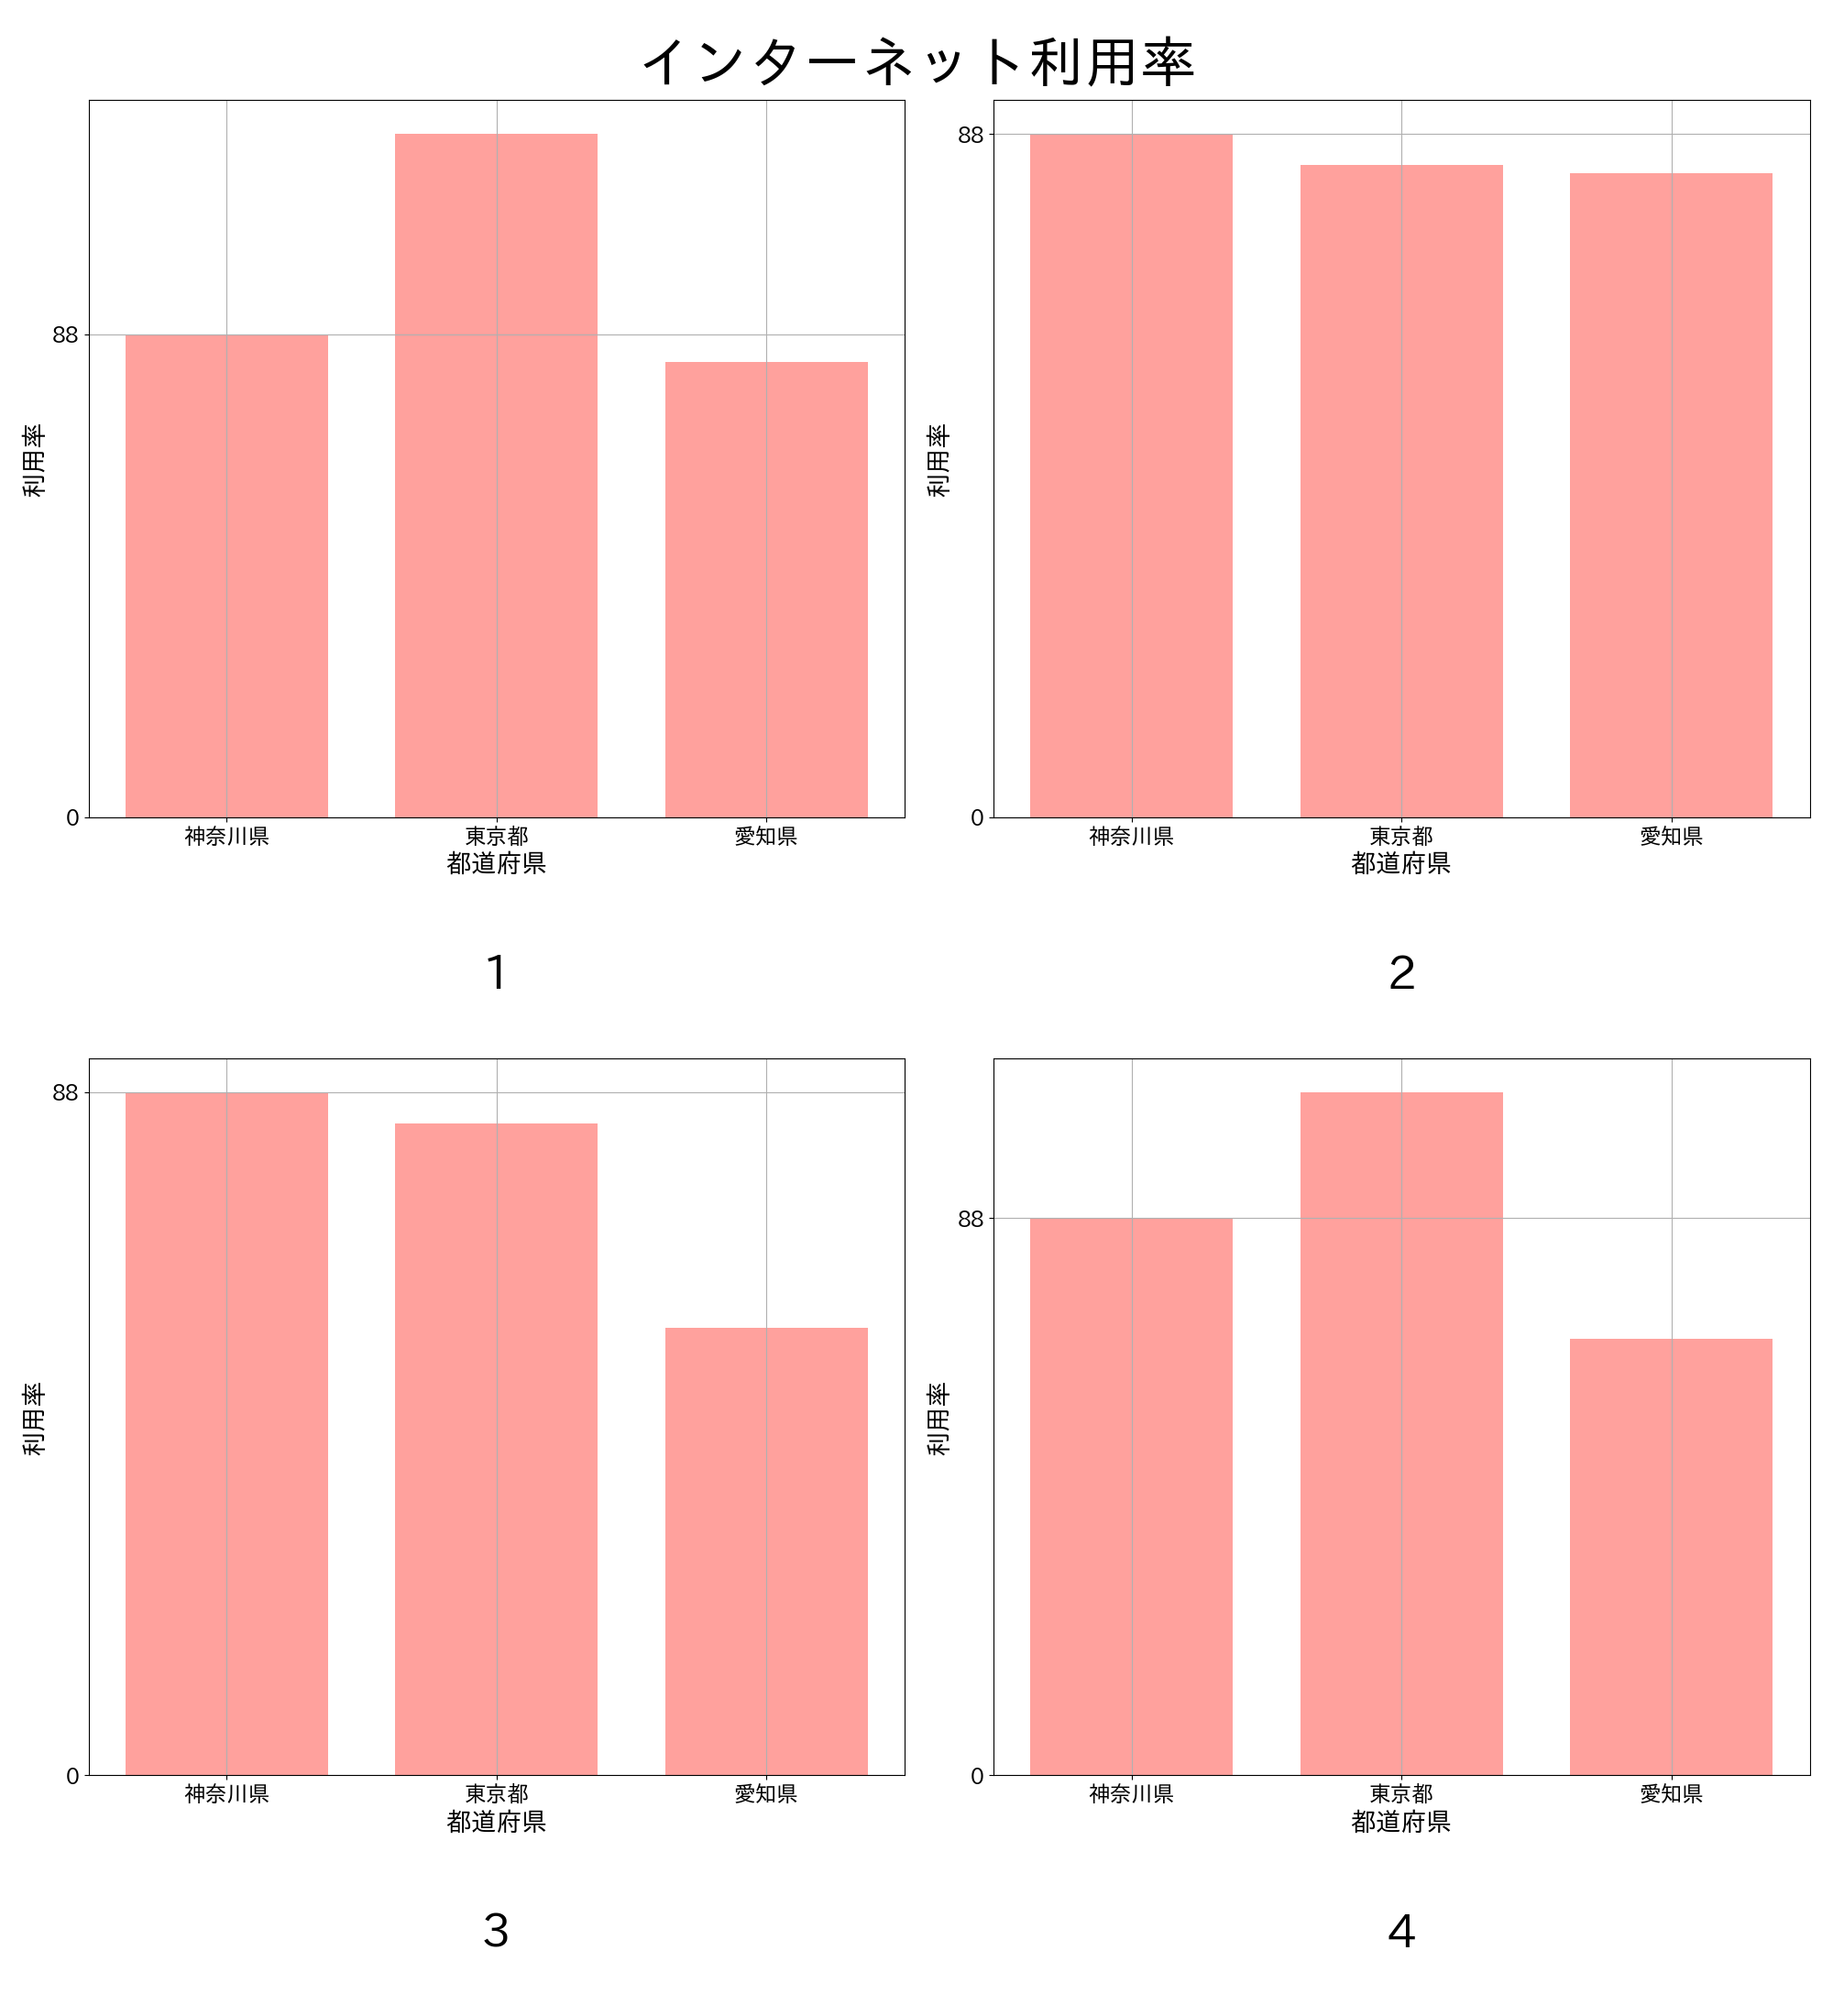 インターネット利用率
88
0
利用率
神奈川県 東京都 愛知県
都道府県
1
88
0
利用率
神奈川県 東京都 愛知県
都道府県
2
88
0
利用率
神奈川県 東京都 愛知県
都道府県
3
88
0
利用率
神奈川県 東京都 愛知県
都道府県
4